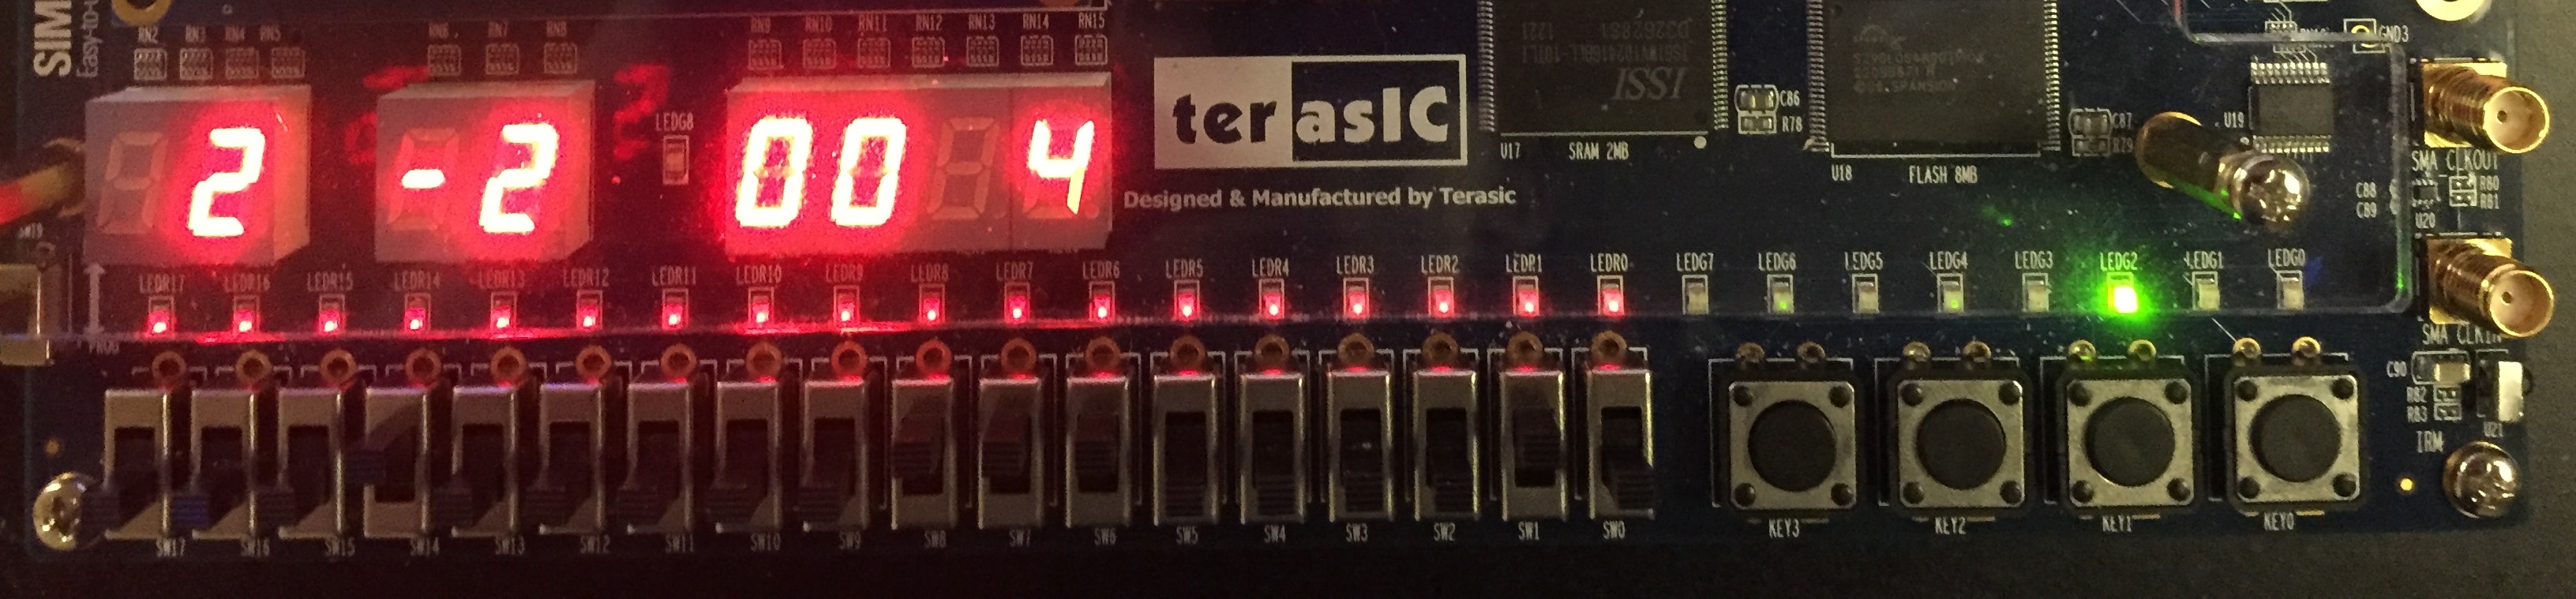 SIM
Easy-to-U
RN2 RN3 RN4 RN5 RN6 RN7 RN8 RN9 RN10 RN11 RN12 RN13 RN14 RN15
2 -2 00 4
LEDG8
terasIC
Designed & Manufactured by Terasic
1221
ISSI
U17 SRAM 2MB
C86
R78
SPANSION
U18 FLASH 8MB
C87
R79
U19
GND3
SMA CLKOUT
C88
C89
U20
R80
R81
LEDR17 LEDR16 LEDR15 LEDR14 LEDR13 LEDR12 LEDR11 LEDR10 LEDR9 LEDR8 LEDR7 LEDR6 LEDR5 LEDR4 LEDR3 LEDR2 LEDR1 LEDR0 LEDG7 LEDG6 LEDG5 LEDG4 LEDG3 LEDG2 LEDG1 LEDG0
SMA CLKIN
C90
R82
R83
U21
IRM4
SW17 SW16 SW15 SW14 SW13 SW12 SW11 SW10 SW9 SW8 SW7 SW6 SW5 SW4 SW3 SW2 SW1 SW0 KEY3 KEY2 KEY1 KEY0